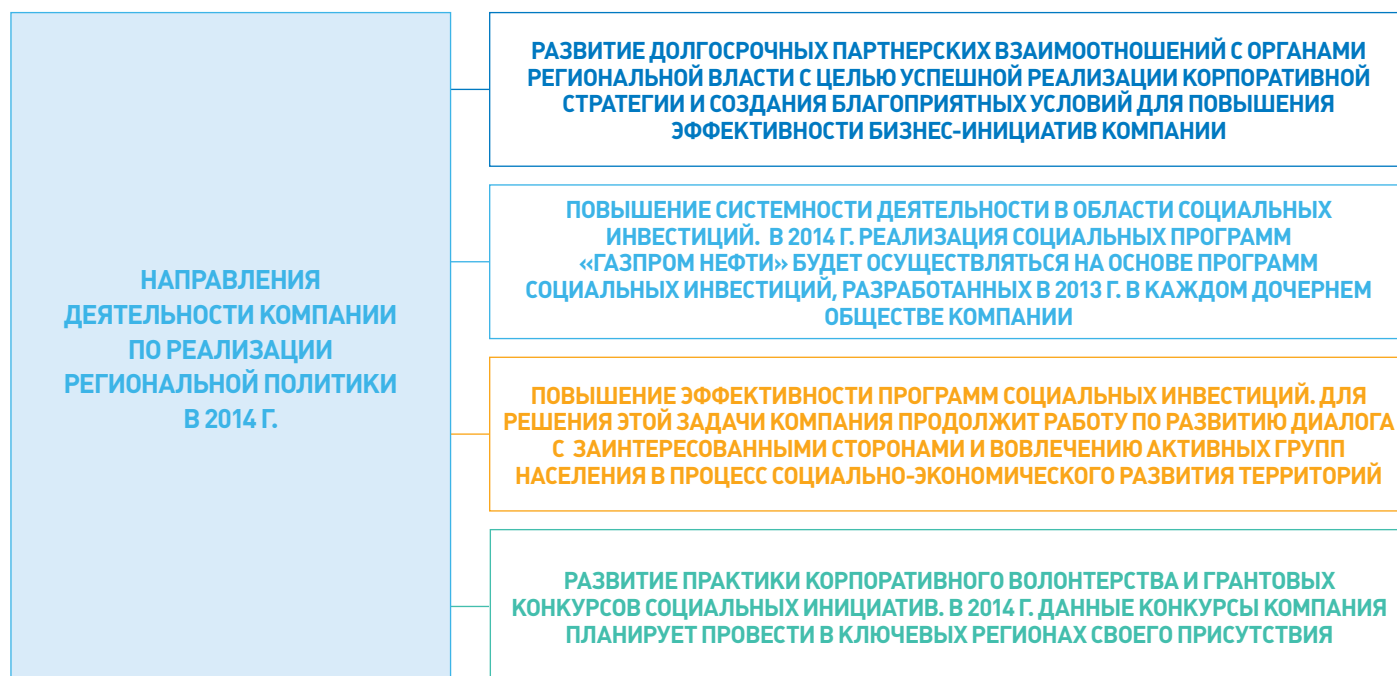 НАПРАВЛЕНИЯ
ДЕЯТЕЛЬНОСТИ КОМПАНИИ
ПО РЕАЛИЗАЦИИ
РЕГИОНАЛЬНОЙ ПОЛИТИКИ
В 2014 Г.
РАЗВИТИЕ ДОЛГОСРОЧНЫХ ПАРТНЕРСКИХ ВЗАИМООТНОШЕНИЙ С ОРГАНАМИ
РЕГИОНАЛЬНОЙ ВЛАСТИ С ЦЕЛЬЮ УСПЕШНОЙ РЕАЛИЗАЦИИ КОРПОРАТИВНОЙ
СТРАТЕГИИ И СОЗДАНИЯ БЛАГОПРИЯТНЫХ УСЛОВИЙ ДЛЯ ПОВЫШЕНИЯ
ЭФФЕКТИВНОСТИ БИЗНЕС-ИНИЦИАТИВ КОМПАНИИ
ПОВЫШЕНИЕ СИСТЕМНОСТИ ДЕЯТЕЛЬНОСТИ В ОБЛАСТИ СОЦИАЛЬНЫХ
ИНВЕСТИЦИЙ. В 2014 Г. РЕАЛИЗАЦИЯ СОЦИАЛЬНЫХ ПРОГРАММ
«ГАЗПРОМ НЕФТИ» БУДЕТ ОСУЩЕСТВЛЯТЬСЯ НА ОСНОВЕ ПРОГРАММ
СОЦИАЛЬНЫХ ИНВЕСТИЦИЙ, РАЗРАБОТАННЫХ В 2013 Г. В КАЖДОМ ДОЧЕРНЕМ
ОБЩЕСТВЕ КОМПАНИИ
ПОВЫШЕНИЕ ЭФФЕКТИВНОСТИ ПРОГРАММ СОЦИАЛЬНЫХ ИНВЕСТИЦИЙ. ДЛЯ
РЕШЕНИЯ ЭТОЙ ЗАДАЧИ КОМПАНИЯ ПРОДОЛЖИТ РАБОТУ ПО РАЗВИТИЮ ДИАЛОГА
С ЗАИНТЕРЕСОВАННЫМИ СТОРОНАМИ И ВОВЛЕЧЕНИЮ АКТИВНЫХ ГРУПП
НАСЕЛЕНИЯ В ПРОЦЕСС СОЦИАЛЬНО-ЭКОНОМИЧЕСКОГО РАЗВИТИЯ ТЕРРИТОРИЙ
РАЗВИТИЕ ПРАКТИКИ КОРПОРАТИВНОГО ВОЛОНТЕРСТВА И ГРАНТОВЫХ
КОНКУРСОВ СОЦИАЛЬНЫХ ИНИЦИАТИВ. В 2014 Г. ДАННЫЕ КОНКУРСЫ КОМПАНИЯ
ПЛАНИРУЕТ ПРОВЕСТИ В КЛЮЧЕВЫХ РЕГИОНАХ СВОЕГО ПРИСУТСТВИЯ